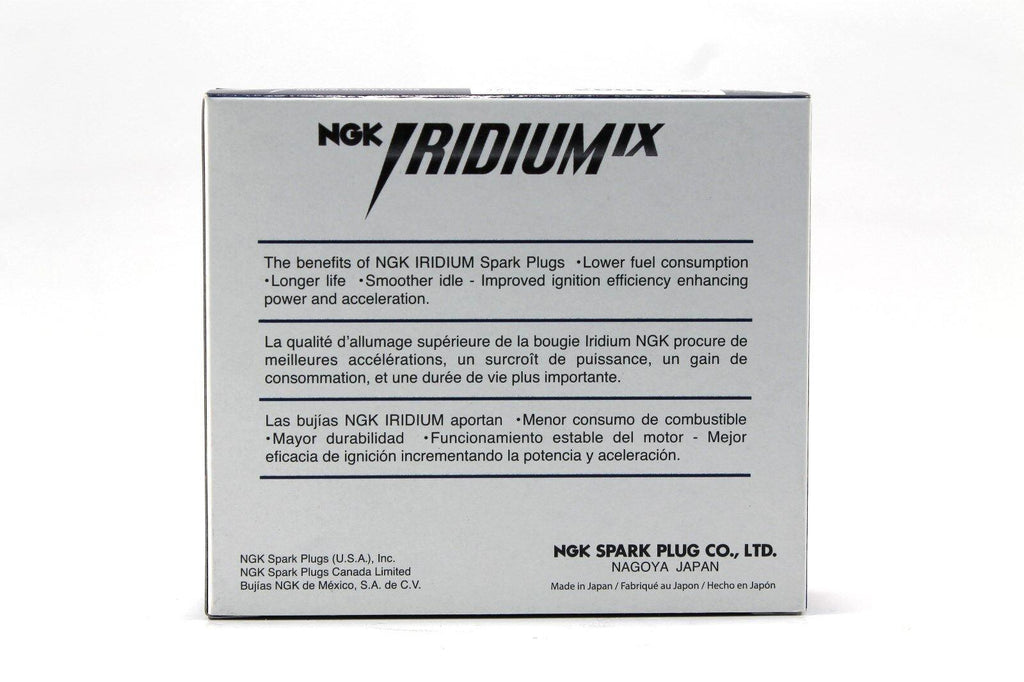 NGK IRIDIUM IX
The benefits of NGK IRIDIUM Spark Plugs •Lower fuel consumption
•Longer life •Smoother idle - Improved ignition efficiency enhancing
power and acceleration.
La qualité d'allumage supérieure de la bougie Iridium NGK procure de
meilleures accélérations, un surcroît de puissance, un gain de
consommation, et une durée de vie plus importante.
Las bujías NGK IRIDIUM aportan •Menor consumo de combustible
•Mayor durabilidad •Funcionamiento estable del motor - Mejor
eficacia de ignición incrementando la potencia y aceleración.
NGK Spark Plugs (U.S.A.), Inc.
NGK Spark Plugs Canada Limited
Bujías NGK de México, S.A. de C.V.
NGK SPARK PLUG CO., LTD.
NAGOYA JAPAN
Made in Japan / Fabriqué au Japon / Hecho en Japón